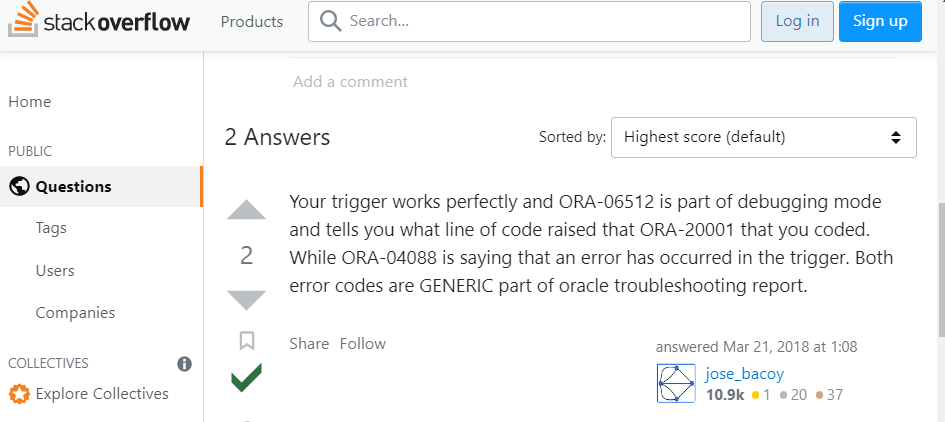 stackoverflow Products Search... Log in Sign up
Add a comment
Home
2 Answers Sorted by: Highest score (default)
PUBLIC
Questions
Tags
Users
Companies
COLLECTIVES
Explore Collectives
Your trigger works perfectly and ORA-06512 is part of debugging mode
and tells you what line of code raised that ORA-20001 that you coded.
2
While ORA-04088 is saying that an error has occurred in the trigger. Both
error codes are GENERIC part of oracle troubleshooting report.
Share Follow
answered Mar 21, 2018 at 1:08
jose_bacoy
10.9k 1 20 37